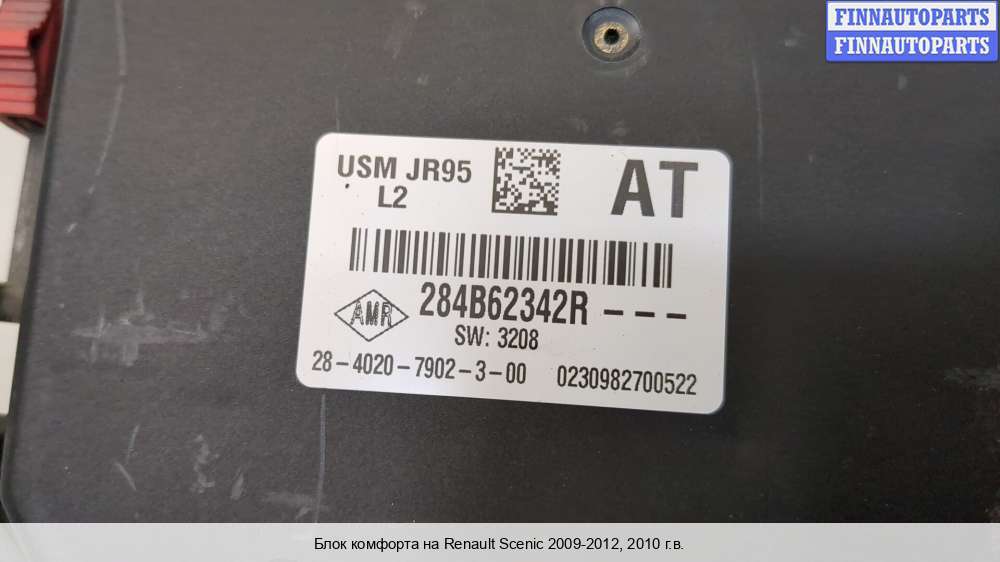 FINNAUTOPARTS
FINNAUTOPARTS
USM JR95
L2
AT
284B62342R - - -
AMR
SW: 3208
28-4020-7902-3-00 0230982700522
Блок комфорта на Renault Scenic 2009-2012, 2010 г.в.